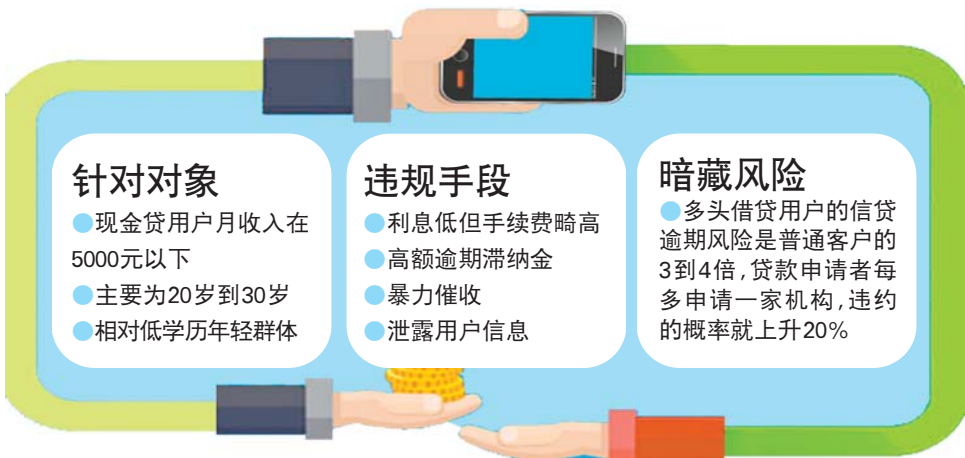 针对对象
●现金贷用户月收入在
5000元以下
●主要为20岁到30岁
●相对低学历年轻群体
违规手段
●利息低但手续费畸高
●高额逾期滞纳金
●暴力催收
●泄露用户信息
暗藏风险
●多头借贷用户的信贷
逾期风险是普通客户的
3到4倍,贷款申请者每
多申请一家机构,违约
的概率就上升20%